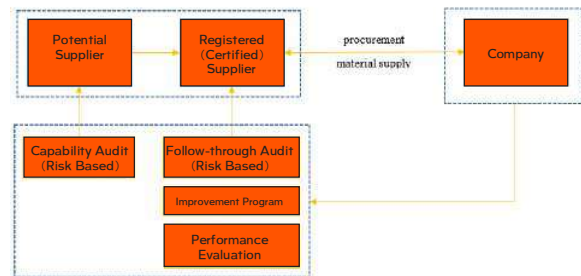 Potential
Supplier
Registered
(Certified)
Supplier
procurement
material supply
Company
Capability Audit
(Risk Based)
Follow-through Audit
(Risk Based)
Improvement Program
Performance
Evaluation